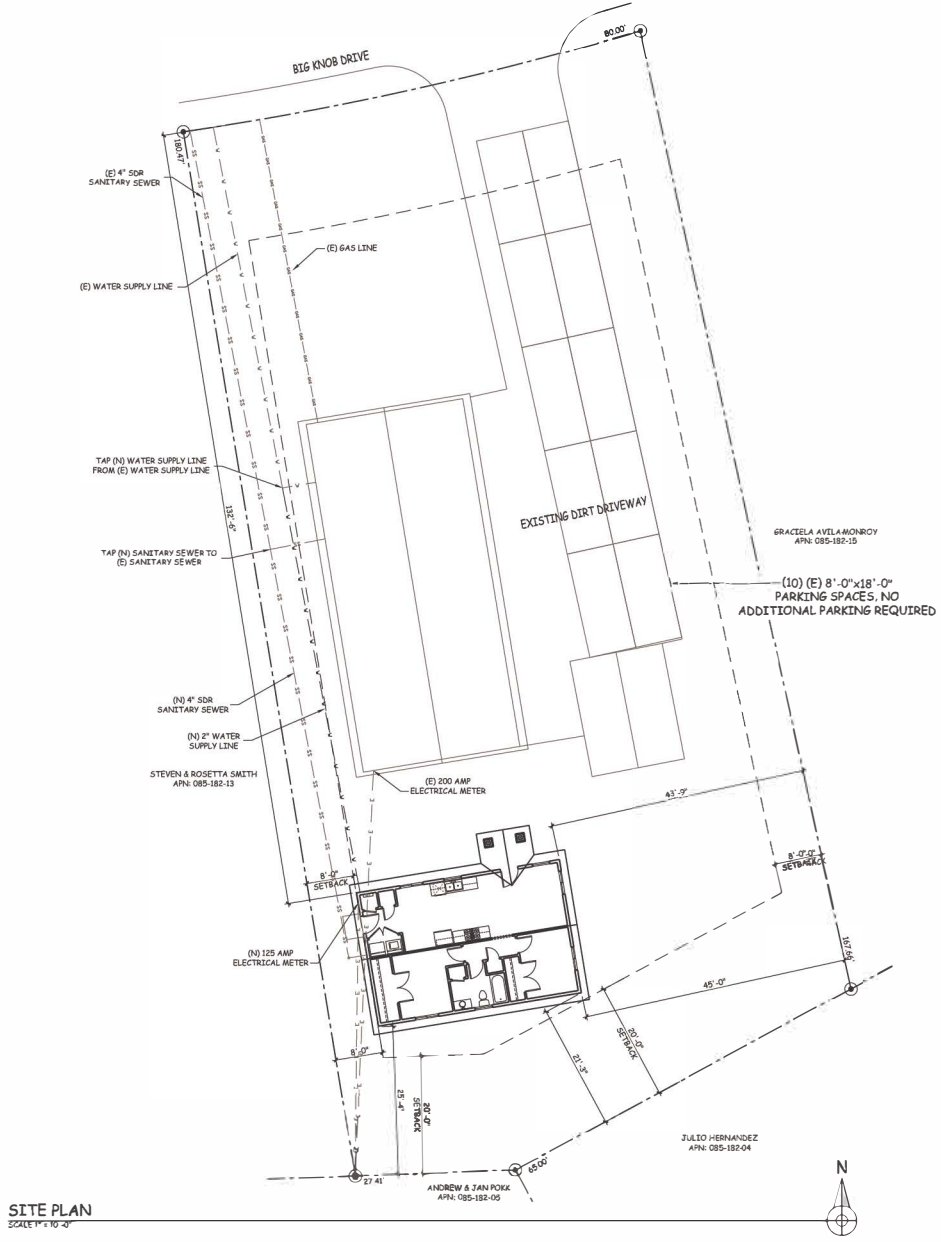 80.00'
BIG KNOB DRIVE
180.47'
(E) 4" SDR
SANITARY SEWER
(E) GAS LINE
(E) WATER SUPPLY LINE
TAP (N) WATER SUPPLY LINE
FROM (E) WATER SUPPLY LINE
132'-6"
EXISTING DIRT DRIVEWAY
GRACIELA AVILA-MONROY
APN: 085-182-15
TAP (N) SANITARY SEWER TO
(E) SANITARY SEWER
(10) (E) 8'-0"x18'-0"
PARKING SPACES, NO
ADDITIONAL PARKING REQUIRED
(N) 4" SDR
SANITARY SEWER
(N) 2" WATER
SUPPLY LINE
STEVEN & ROSETTA SMITH
APN: 085-182-13
(E) 200 AMP
ELECTRICAL METER
43'-9"
8'-0"
SETBACK
SETBACK
(N) 125 AMP
ELECTRICAL METER
167.66'
45'-0"
20'-0"
SETBACK
21'-3"
8'-0"
25'-4"
20'-0"
SETBACK
27.41'
65.00'
ANDREW & JAN POKK
APN: 085-182-05
JULIO HERNANDEZ
APN: 085-182-04
N
SITE PLAN
SCALE 1" = 10'-0"